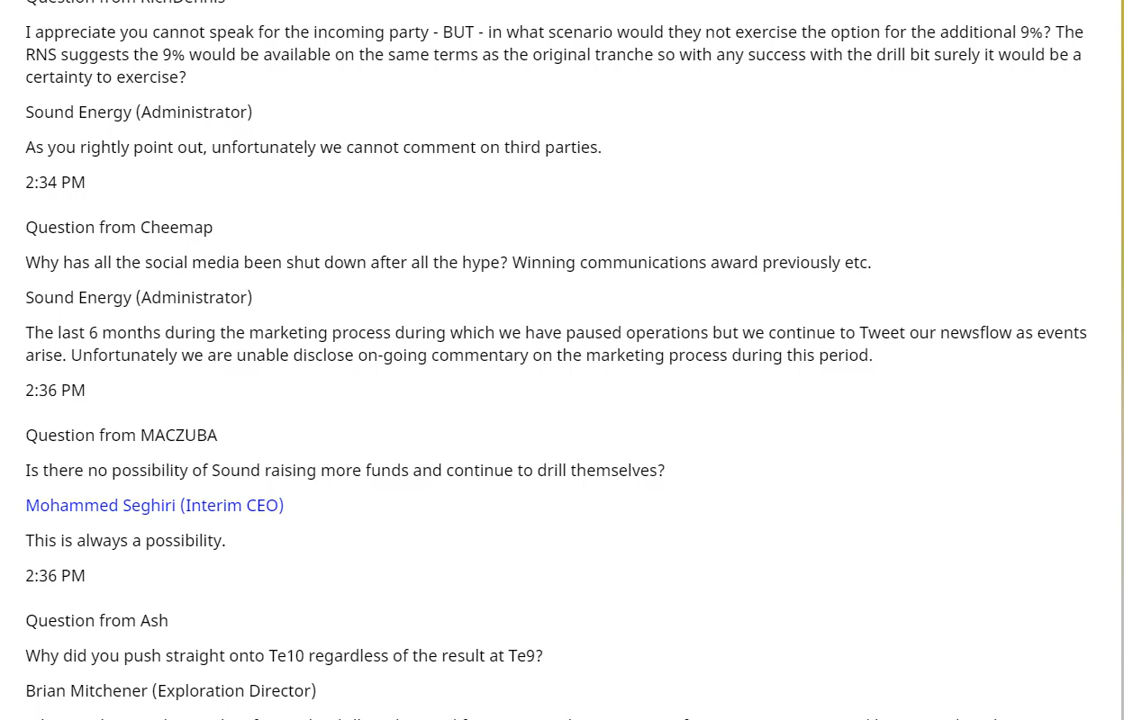 Question from RichDennis
I appreciate you cannot speak for the incoming party - BUT - in what scenario would they not exercise the option for the additional 9%? The
RNS suggests the 9% would be available on the same terms as the original tranche so with any success with the drill bit surely it would be a
certainty to exercise?
Sound Energy (Administrator)
As you rightly point out, unfortunately we cannot comment on third parties.
2:34 PM
Question from Cheemap
Why has all the social media been shut down after all the hype? Winning communications award previously etc.
Sound Energy (Administrator)
The last 6 months during the marketing process during which we have paused operations but we continue to Tweet our newsflow as events
arise. Unfortunately we are unable disclose on-going commentary on the marketing process during this period.
2:36 PM
Question from MACZUBA
Is there no possibility of Sound raising more funds and continue to drill themselves?
Mohammed Seghiri (Interim CEO)
This is always a possibility.
2:36 PM
Question from Ash
Why did you push straight onto Te10 regardless of the result at Te9?
Brian Mitchener (Exploration Director)